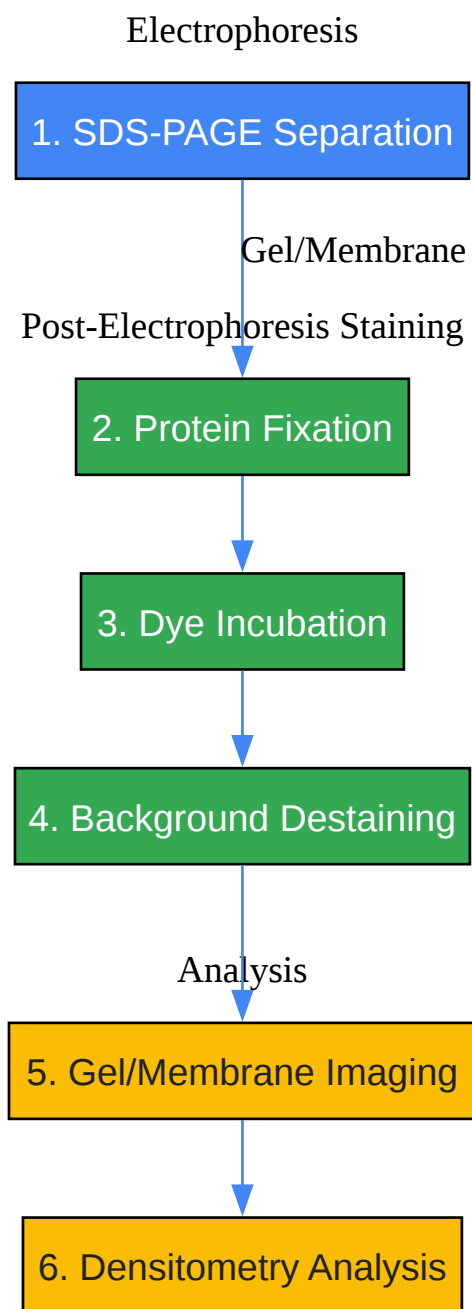 Electrophoresis
1. SDS-PAGE Separation
Gel/Membrane
Post-Electrophoresis Staining
2. Protein Fixation
3. Dye Incubation
4. Background Destaining
Analysis
5. Gel/Membrane Imaging
6. Densitometry Analysis